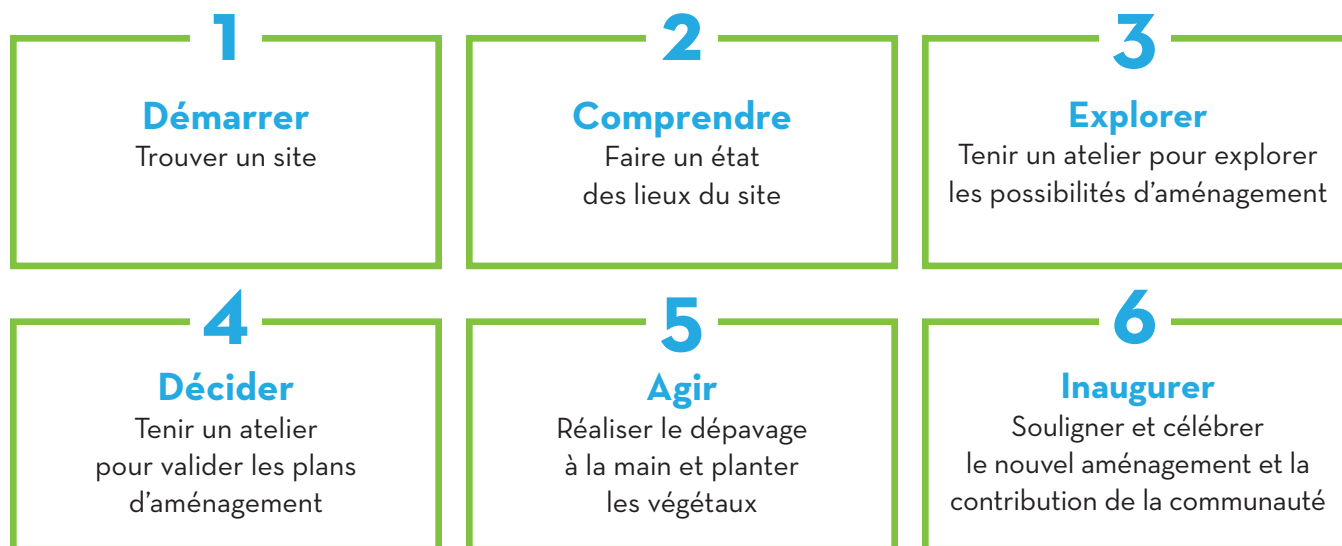 1
Démarrer
Trouver un site
2
Comprendre
Faire un état
des lieux du site
3
Explorer
Tenir un atelier pour explorer
les possibilités d’aménagement
4
Décider
Tenir un atelier
pour valider les plans
d’aménagement
5
Agir
Réaliser le dépavage
à la main et planter
les végétaux
6
Inaugurer
Souligner et célébrer
le nouvel aménagement et la
contribution de la communauté